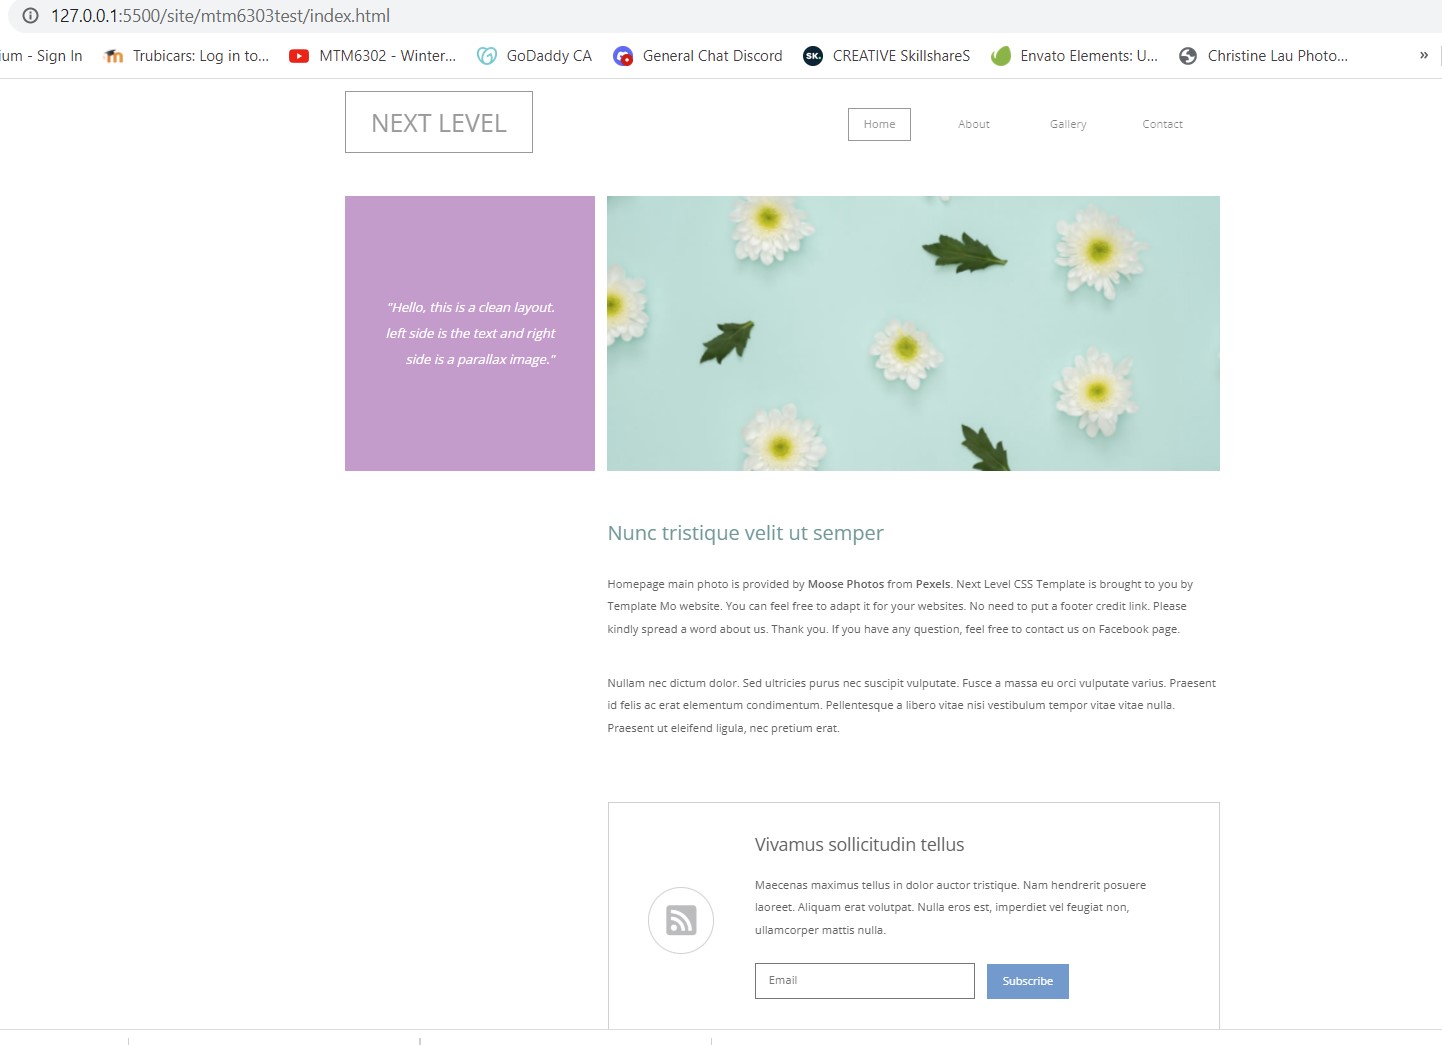 127.0.0.1:5500/site/mtm6303test/index.html
ium - Sign In Trubicars: Log in to... MTM6302 - Winter... GoDaddy CA General Chat Discord SK. CREATIVE SkillshareS Envato Elements: U... Christine Lau Photo... »
NEXT LEVEL
Home About Gallery Contact
"Hello, this is a clean layout.
left side is the text and right
side is a parallax image."
Nunc tristique velit ut semper
Homepage main photo is provided by Moose Photos from Pexels. Next Level CSS Template is brought to you by
Template Mo website. You can feel free to adapt it for your websites. No need to put a footer credit link. Please
kindly spread a word about us. Thank you. If you have any question, feel free to contact us on Facebook page.
Nullam nec dictum dolor. Sed ultricies purus nec suscipit vulputate. Fusce a massa eu orci vulputate varius. Praesent
id felis ac erat elementum condimentum. Pellentesque a libero vitae nisi vestibulum tempor vitae vitae nulla.
Praesent ut eleifend ligula, nec pretium erat.
Vivamus sollicitudin tellus
Maecenas maximus tellus in dolor auctor tristique. Nam hendrerit posuere
laoreet. Aliquam erat volutpat. Nulla eros est, imperdiet vel feugiat non,
ullamcorper mattis nulla.
Email Subscribe